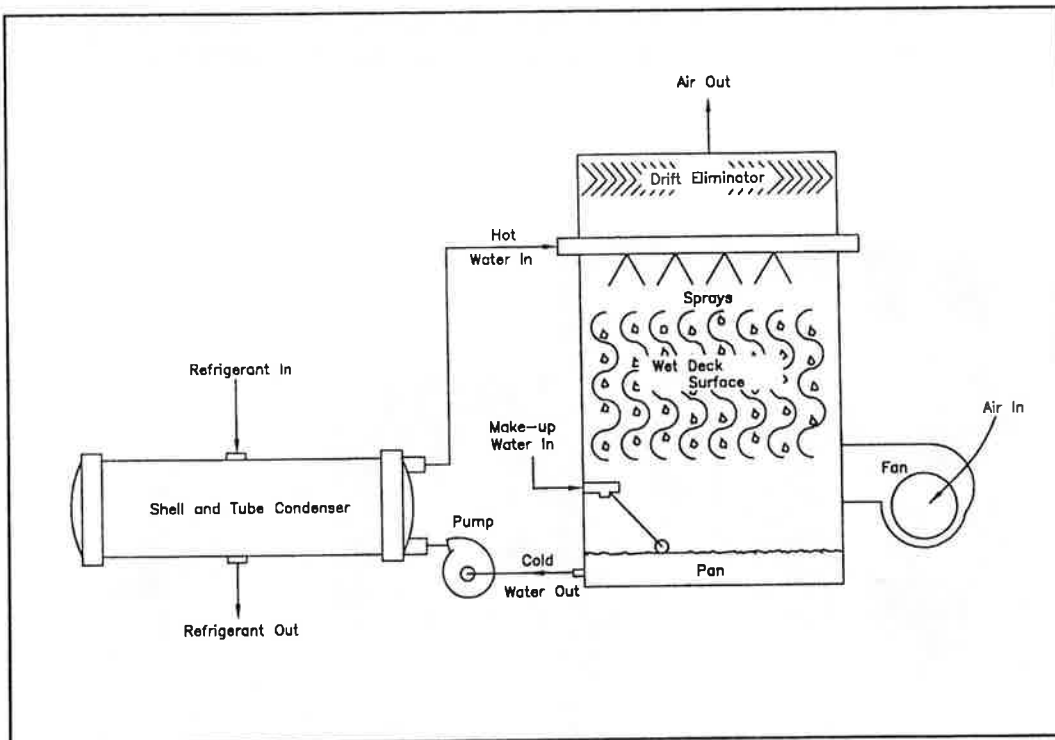 Air Out
Drift Eliminator
Hot
Water In
Sprays
Wet Deck
Surface
Refrigerant In
Make-up
Water In
Air In
Fan
Shell and Tube Condenser
Pump
Cold
Water Out
Pan
Refrigerant Out